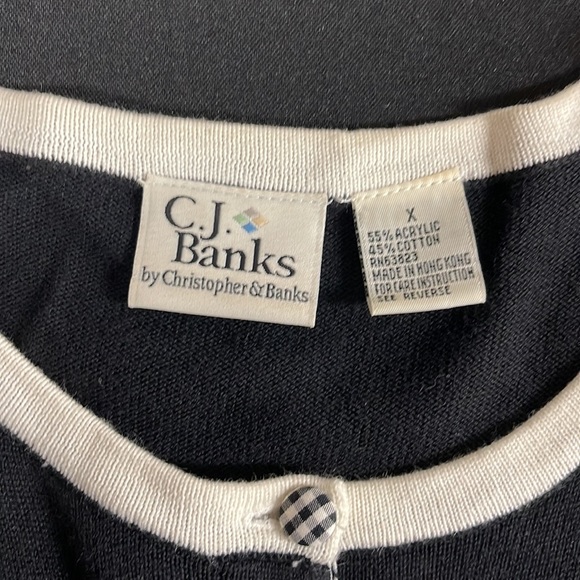 C.J.
Banks
by Christopher & Banks
X
55% ACRYLIC
45% COTTON
RN63823
MADE IN HONG KONG
FOR CARE INSTRUCTION
SEE REVERSE